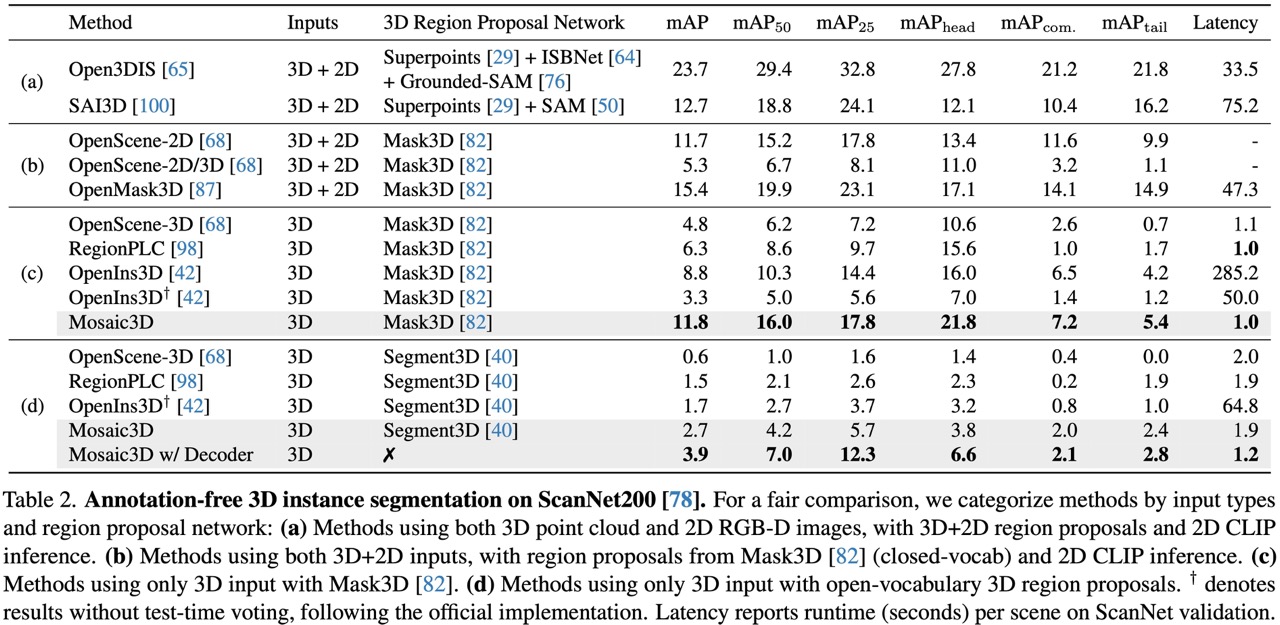 Method Inputs 3D Region Proposal Network mAP mAP50 mAP25 mAPhead mAPcom. mAPtail Latency
(a) Open3DIS [65] 3D + 2D Superpoints [29] + ISBNet [64] + Grounded-SAM [76] 23.7 29.4 32.8 27.8 21.2 21.8 33.5
SAI3D [100] 3D + 2D Superpoints [29] + SAM [50] 12.7 18.8 24.1 12.1 10.4 16.2 75.2
OpenScene-2D [68] 3D + 2D Mask3D [82] 11.7 15.2 17.8 13.4 11.6 9.9 -
(b) OpenScene-2D/3D [68] 3D + 2D Mask3D [82] 5.3 6.7 8.1 11.0 3.2 1.1 -
OpenMask3D [87] 3D + 2D Mask3D [82] 15.4 19.9 23.1 17.1 14.1 14.9 47.3
OpenScene-3D [68] 3D Mask3D [82] 4.8 6.2 7.2 10.6 2.6 0.7 1.1
RegionPLC [98] 3D Mask3D [82] 6.3 8.6 9.7 15.6 1.0 1.7 1.0
(c) OpenIns3D [42] 3D Mask3D [82] 8.8 10.3 14.4 16.0 6.5 4.2 285.2
OpenIns3D† [42] 3D Mask3D [82] 3.3 5.0 5.6 7.0 1.4 1.2 50.0
Mosaic3D 3D Mask3D [82] 11.8 16.0 17.8 21.8 7.2 5.4 1.0
OpenScene-3D [68] 3D Segment3D [40] 0.6 1.0 1.6 1.4 0.4 0.0 2.0
RegionPLC [98] 3D Segment3D [40] 1.5 2.1 2.6 2.3 0.2 1.9 1.9
(d) OpenIns3D† [42] 3D Segment3D [40] 1.7 2.7 3.7 3.2 0.8 1.0 64.8
Mosaic3D 3D Segment3D [40] 2.7 4.2 5.7 3.8 2.0 2.4 1.9
Mosaic3D w/ Decoder 3D ✗ 3.9 7.0 12.3 6.6 2.1 2.8 1.2
Table 2. Annotation-free 3D instance segmentation on ScanNet200 [78]. For a fair comparison, we categorize methods by input types
and region proposal network: (a) Methods using both 3D point cloud and 2D RGB-D images, with 3D+2D region proposals and 2D CLIP
inference. (b) Methods using both 3D+2D inputs, with region proposals from Mask3D [82] (closed-vocab) and 2D CLIP inference. (c)
Methods using only 3D input with Mask3D [82]. (d) Methods using only 3D input with open-vocabulary 3D region proposals. † denotes
results without test-time voting, following the official implementation. Latency reports runtime (seconds) per scene on ScanNet validation.